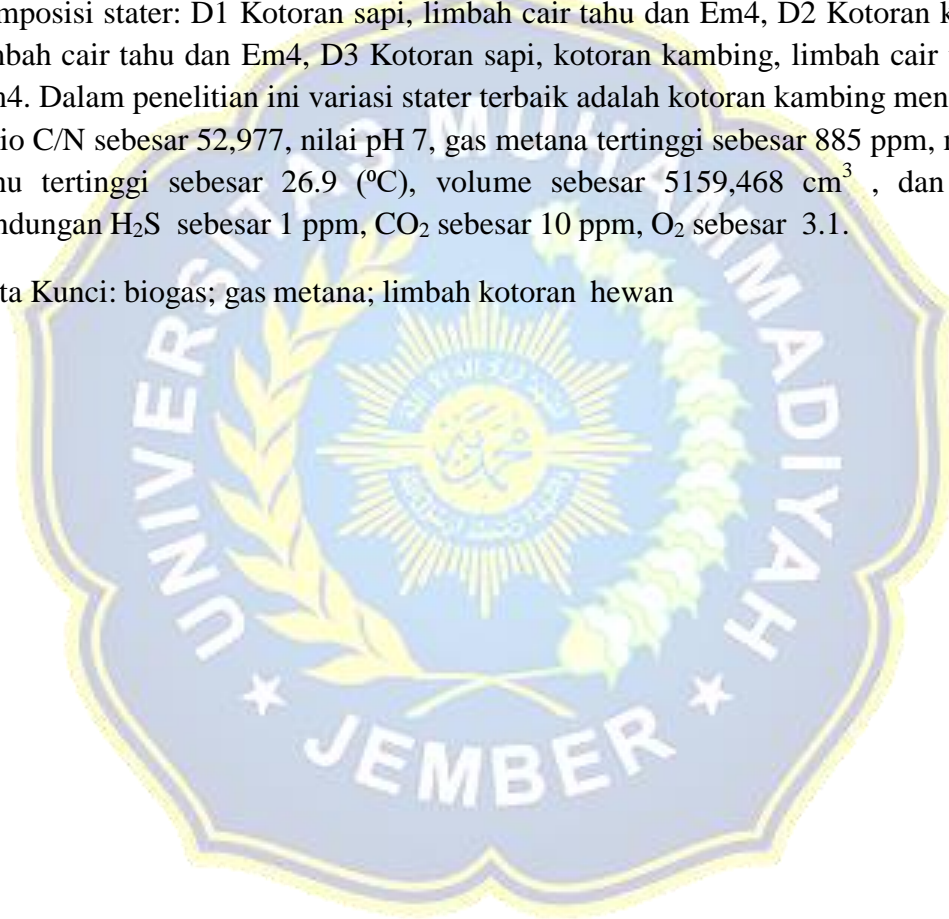 mposisi stater: D1 Kotoran sapi, limbah cair tahu dan Em4, D2 Kotoran k
nbah cair tahu dan Em4, D3 Kotoran sapi, kotoran kambing, limbah cair
n4. Dalam penelitian ini variasi stater terbaik adalah kotoran kambing men
io C/N sebesar 52,977, nilai pH 7, gas metana tertinggi sebesar 885 ppm, n
hu tertinggi sebesar 26.9 (⁰C), volume sebesar 5159,468 cm³ , dan
ndungan H₂S sebesar 1 ppm, CO₂ sebesar 10 ppm, O₂ sebesar 3.1.
ta Kunci: biogas; gas metana; limbah kotoran hewan
UNIVERSITAS MUHAMMADIYAH
JEMBER